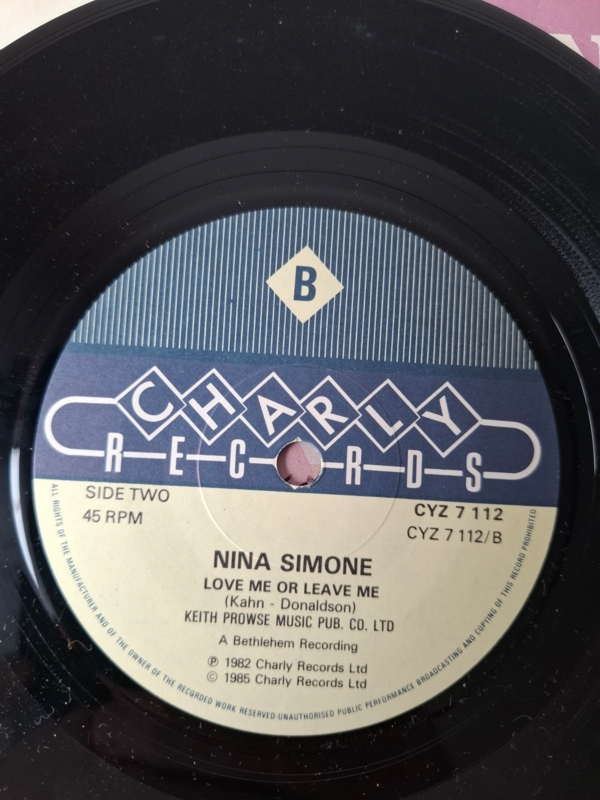 B
CHARLY
RECORDS
SIDE TWO
45 RPM
CYZ 7 112
CYZ 7 112/B
NINA SIMONE
LOVE ME OR LEAVE ME
(Kahn - Donaldson)
KEITH PROWSE MUSIC PUB. CO. LTD
A Bethlehem Recording
℗ 1982 Charly Records Ltd
© 1985 Charly Records Ltd
ALL RIGHTS OF THE MANUFACTURER AND OF THE OWNER OF THE RECORDED WORK RESERVED-UNAUTHORISED PUBLIC PERFORMANCE BROADCASTING AND COPYING OF THIS RECORD PROHIBITED